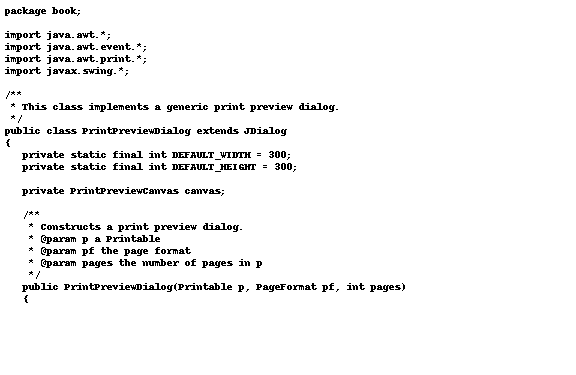 package book;

import java.awt.*;
import java.awt.event.*;
import java.awt.print.*;
import javax.swing.*;

/**
 * This class implements a generic print preview dialog.
 */
public class PrintPreviewDialog extends JDialog
{
   private static final int DEFAULT_WIDTH = 300;
   private static final int DEFAULT_HEIGHT = 300;

   private PrintPreviewCanvas canvas;

   /**
    * Constructs a print preview dialog.
    * @param p a Printable
    * @param pf the page format
    * @param pages the number of pages in p
    */
   public PrintPreviewDialog(Printable p, PageFormat pf, int pages)
   {